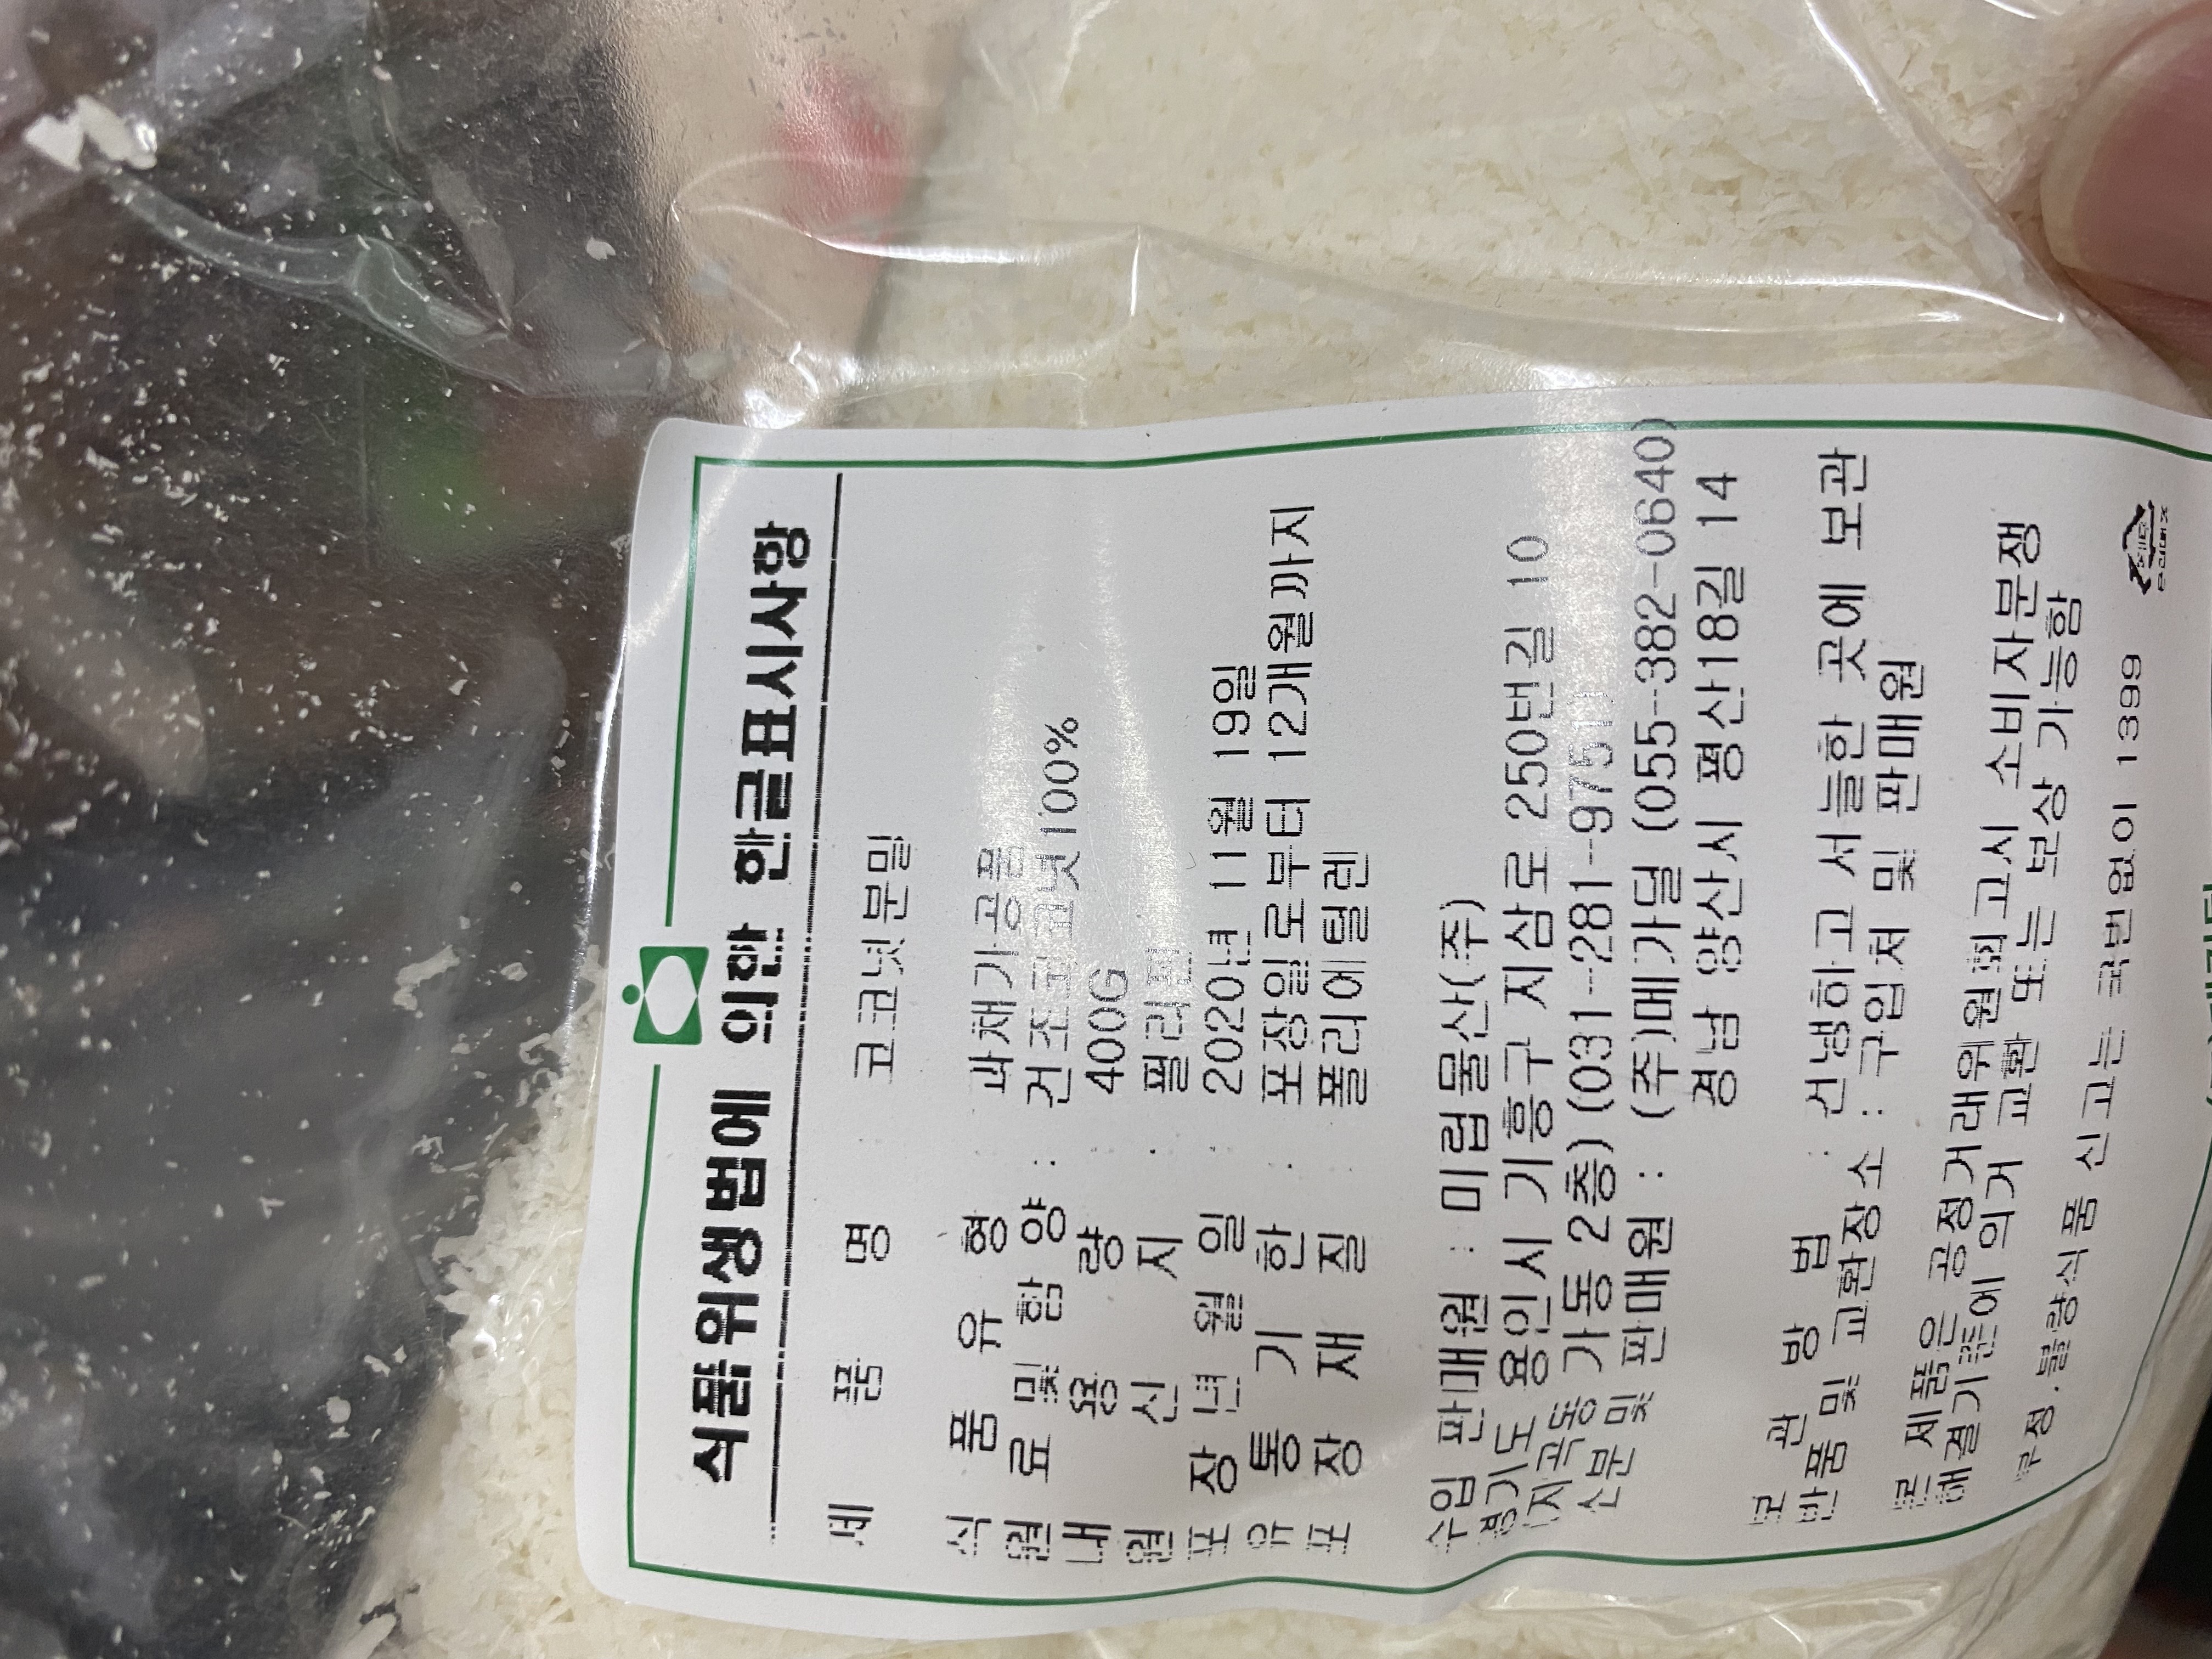 식품위생법에 의한 한글표시사항
제 품 명 : 코코넛분밀
식 품 유 형 과채가공품
원 료 및 함 양 : 건조코코넛100%
내 용 량 : 400G
원 산 지 : 필리핀
포 장 년 월 일 : 2020년 11월 19일
유 통 기 한 : 포장일로부터 12개월까지
포 장 재 질 : 폴리에틸렌
수입 판매원 : 미립물산(주)
경기도 용인시 기흥구 지삼로 250번길 10
가동 2층) (031-281-9751)
소분및 판매원 : (주)메가딜 (055-382-0640)
경남 양산시 평산18길 14
보 관 방 법 : 건냉하고 서늘한 곳에 보관
반품 및 교환장소 : 구입처 및 판매원
본 제품은 공정거래위원회고시 소비자분쟁
해결기준에 의거 교환 또는 보상 가능함
부정.불량식품 신고는 국번없이 1399